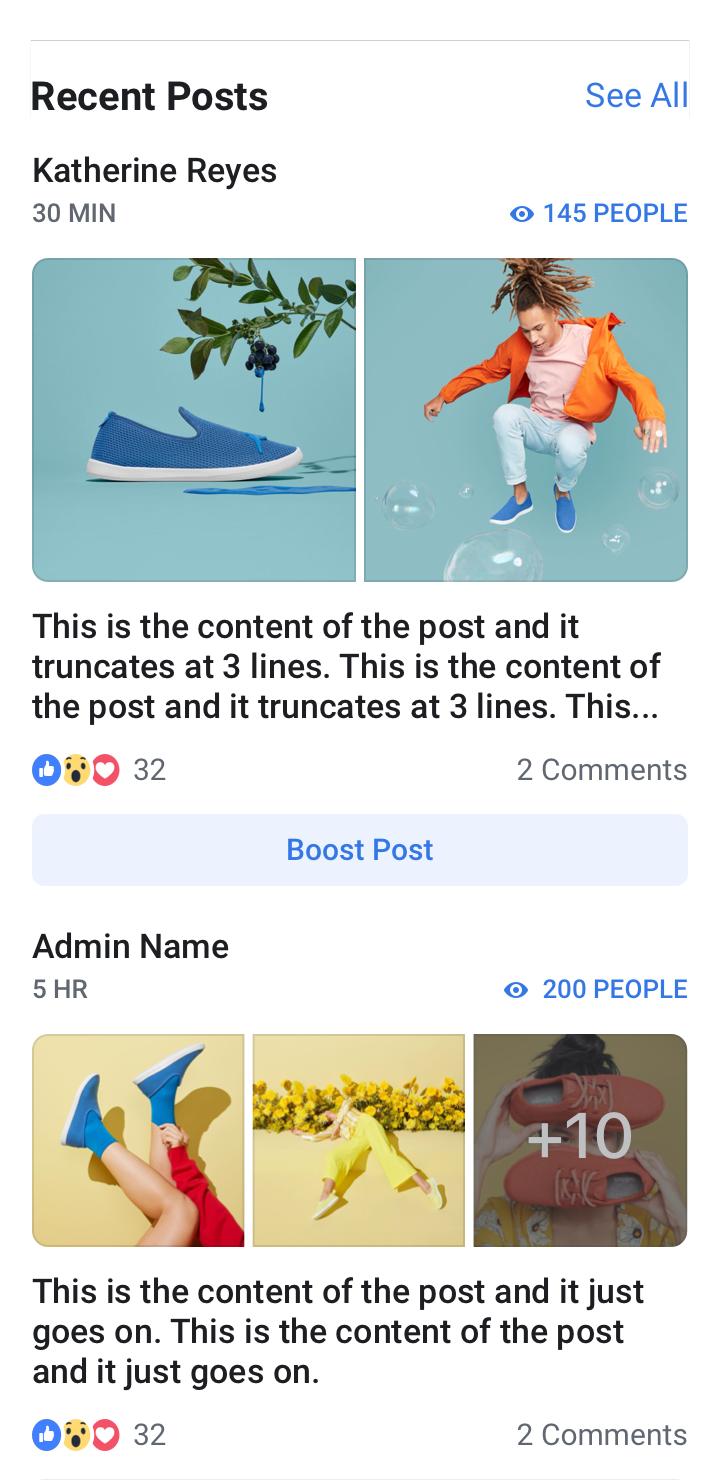 Recent Posts
See All
Katherine Reyes
30 MIN
145 PEOPLE
This is the content of the post and it
truncates at 3 lines. This is the content of
the post and it truncates at 3 lines. This...
32
2 Comments
Boost Post
Admin Name
5 HR
200 PEOPLE
+10
This is the content of the post and it just
goes on. This is the content of the post
and it just goes on.
32
2 Comments